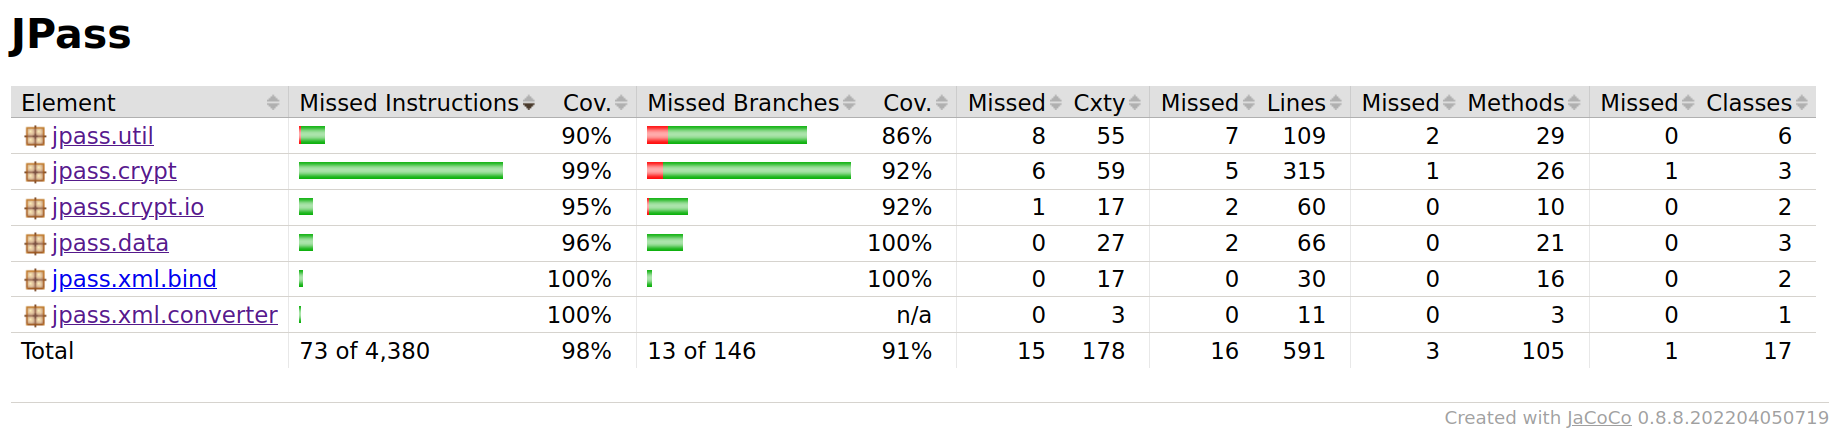 JPass
Element Missed Instructions Cov. Missed Branches Cov. Missed Cxty Missed Lines Missed Methods Missed Classes
jpass.util 90% 86% 8 55 7 109 2 29 0 6
jpass.crypt 99% 92% 6 59 5 315 1 26 1 3
jpass.crypt.io 95% 92% 1 17 2 60 0 10 0 2
jpass.data 96% 100% 0 27 2 66 0 21 0 3
jpass.xml.bind 100% 100% 0 17 0 30 0 16 0 2
jpass.xml.converter 100% n/a 0 3 0 11 0 3 0 1
Total 73 of 4,380 98% 13 of 146 91% 15 178 16 591 3 105 1 17
Created with JaCoCo 0.8.8.202204050719